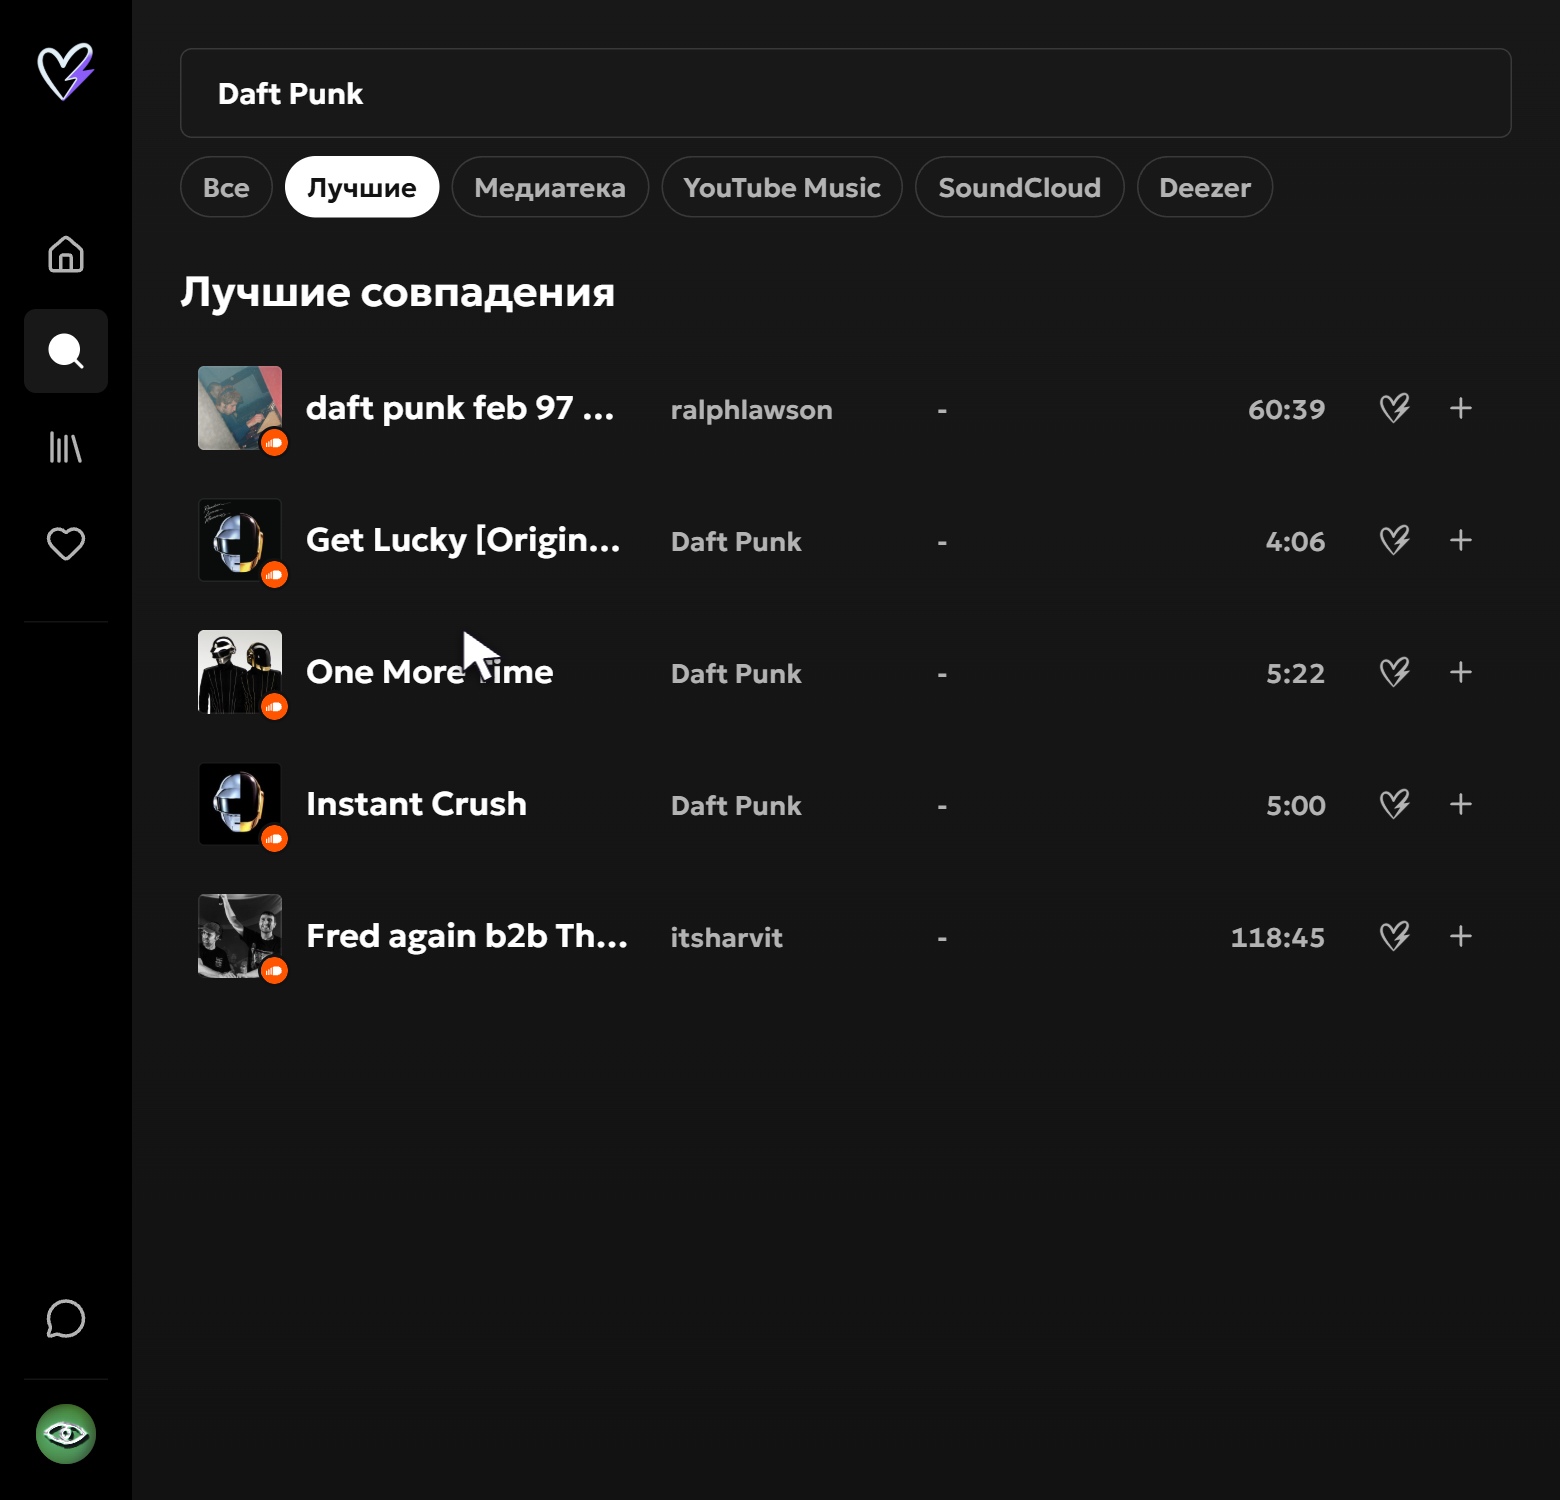 Daft Punk
Все Лучшие Медиатека YouTube Music SoundCloud Deezer
Лучшие совпадения
daft punk feb 97 ... ralphlawson - 60:39
Get Lucky [Origin... Daft Punk - 4:06
One More Time Daft Punk - 5:22
Instant Crush Daft Punk - 5:00
Fred again b2b Th... itsharvit - 118:45